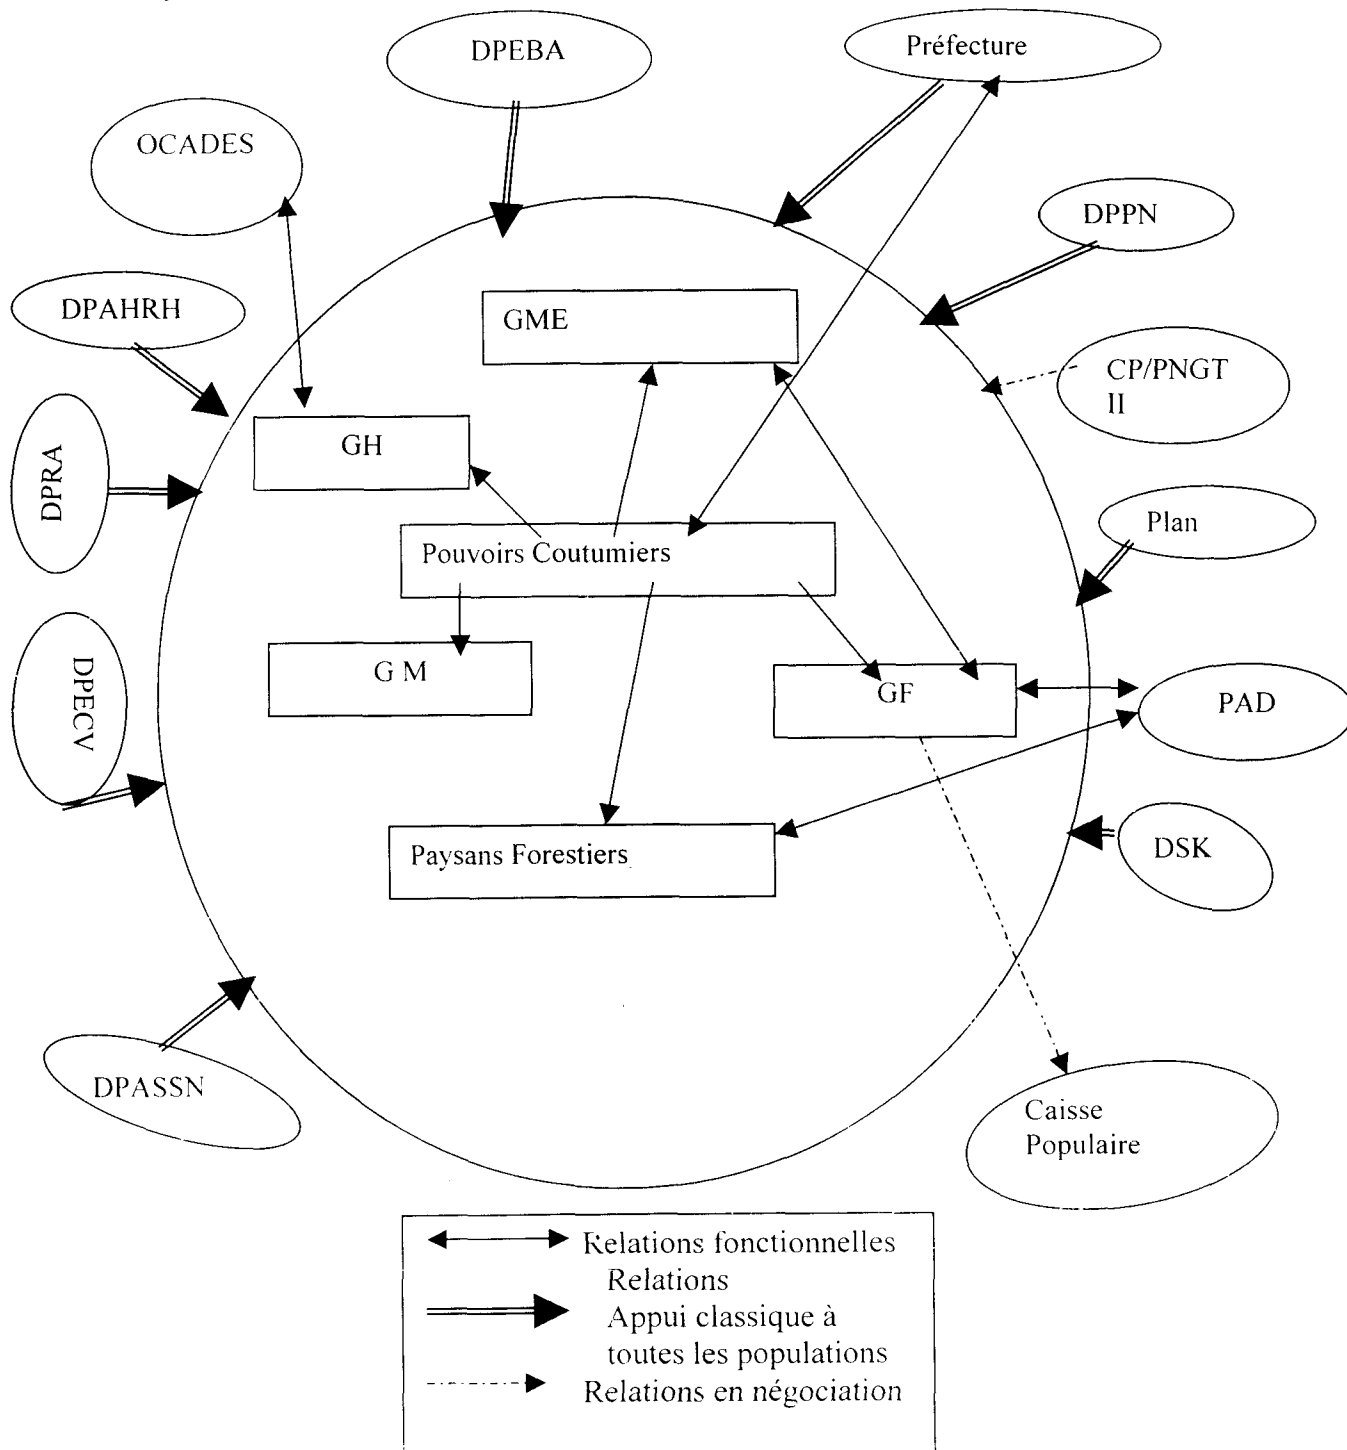 DPEBA
Préfecture
OCADES
DPPN
DPAHRH
GME
CP/PNGT
II
GH
DPRA
Plan
Pouvoirs Coutumiers
DPECV
G M
GF
PAD
Paysans Forestiers
DSK
DPASSN
Caisse
Populaire
Relations fonctionnelles
Relations
Appui classique à
toutes les populations
Relations en négociation